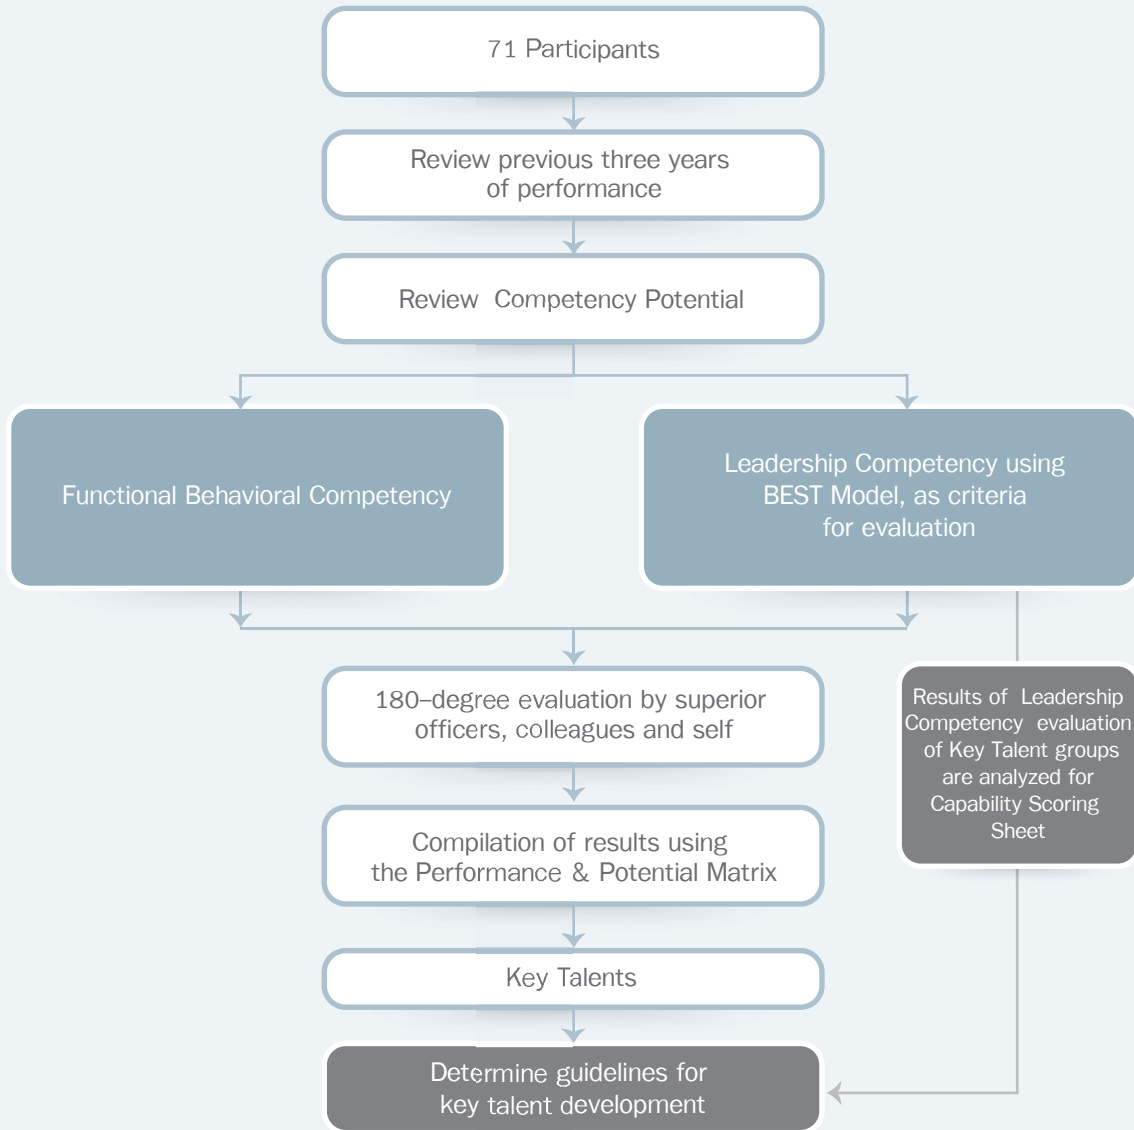 71 Participants
Review previous three years
of performance
Review Competency Potential
Functional Behavioral Competency
Leadership Competency using
BEST Model, as criteria
for evaluation
180–degree evaluation by superior
officers, colleagues and self
Results of Leadership
Competency evaluation
of Key Talent groups
are analyzed for
Capability Scoring
Sheet
Compilation of results using
the Performance & Potential Matrix
Key Talents
Determine guidelines for
key talent development